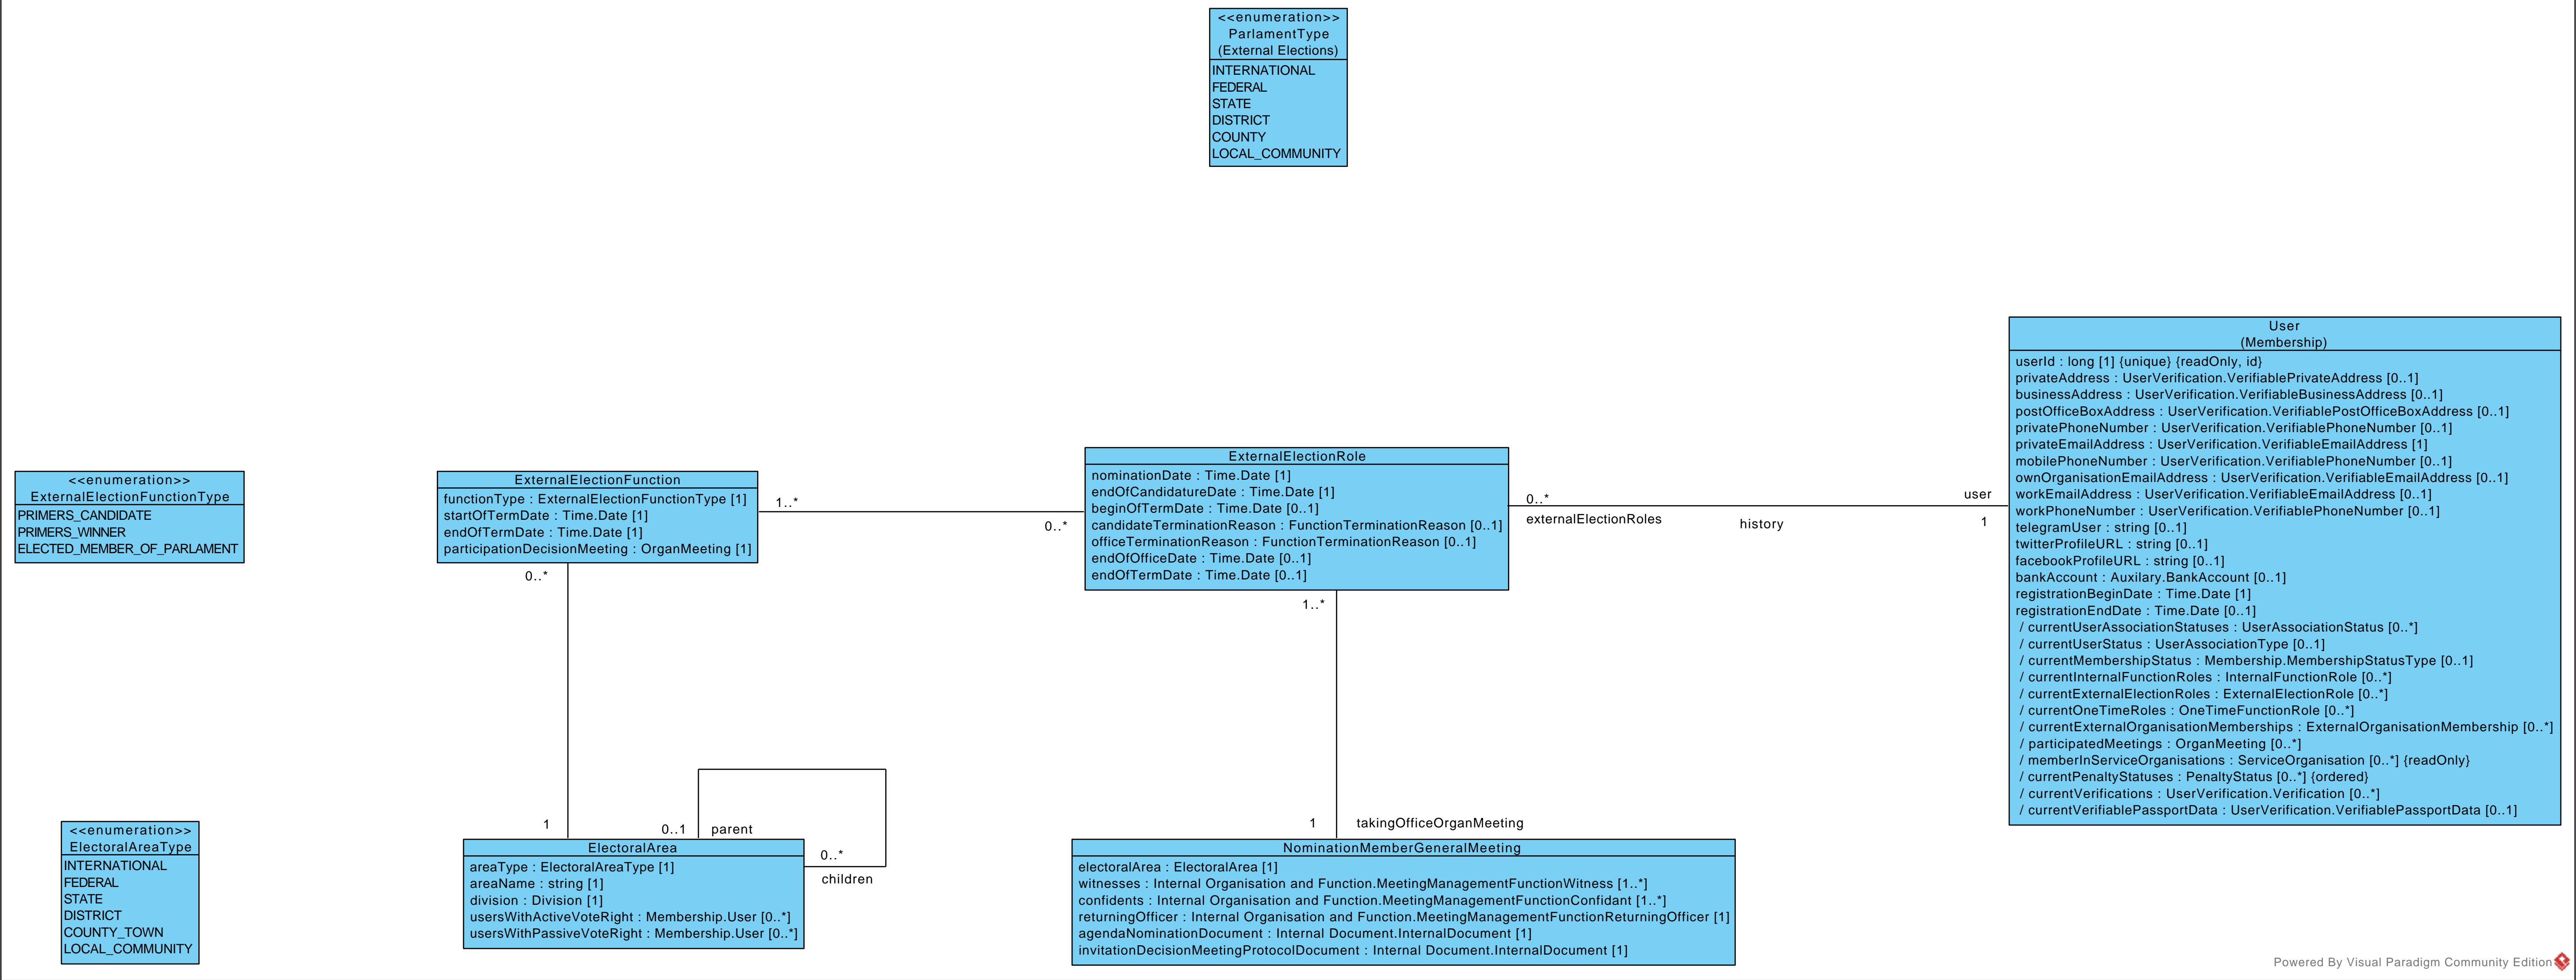 <<enumeration>>
ParlamentType
(External Elections)
INTERNATIONAL
FEDERAL
STATE
DISTRICT
COUNTY
LOCAL_COMMUNITY
User
(Membership)
userId : long [1] {unique} {readOnly, id}
privateAddress : UserVerification.VerifiablePrivateAddress [0..1]
businessAddress : UserVerification.VerifiableBusinessAddress [0..1]
postOfficeBoxAddress : UserVerification.VerifiablePostOfficeBoxAddress [0..1]
privatePhoneNumber : UserVerification.VerifiablePhoneNumber [0..1]
privateEmailAddress : UserVerification.VerifiableEmailAddress [1]
mobilePhoneNumber : UserVerification.VerifiablePhoneNumber [0..1]
ownOrganisationEmailAddress : UserVerification.VerifiableEmailAddress [0..1]
workEmailAddress : UserVerification.VerifiableEmailAddress [0..1]
workPhoneNumber : UserVerification.VerifiablePhoneNumber [0..1]
telegramUser : string [0..1]
twitterProfileURL : string [0..1]
facebookProfileURL : string [0..1]
bankAccount : Auxilary.BankAccount [0..1]
registrationBeginDate : Time.Date [1]
registrationEndDate : Time.Date [0..1]
/ currentUserAssociationStatuses : UserAssociationStatus [0..*]
/ currentUserStatus : UserAssociationType [0..1]
/ currentMembershipStatus : Membership.MembershipStatusType [0..1]
/ currentInternalFunctionRoles : InternalFunctionRole [0..*]
/ currentExternalElectionRoles : ExternalElectionRole [0..*]
/ currentOneTimeRoles : OneTimeFunctionRole [0..*]
/ currentExternalOrganisationMemberships : ExternalOrganisationMembership [0..*]
/ participatedMeetings : OrganMeeting [0..*]
/ memberInServiceOrganisations : ServiceOrganisation [0..*] {readOnly}
/ currentPenaltyStatuses : PenaltyStatus [0..*] {ordered}
/ currentVerifications : UserVerification.Verification [0..*]
/ currentVerifiablePassportData : UserVerification.VerifiablePassportData [0..1]
<<enumeration>>
ExternalElectionFunctionType
PRIMERS_CANDIDATE
PRIMERS_WINNER
ELECTED_MEMBER_OF_PARLAMENT
ExternalElectionFunction
functionType : ExternalElectionFunctionType [1]
startOfTermDate : Time.Date [1]
endOfTermDate : Time.Date [1]
participationDecisionMeeting : OrganMeeting [1]
1..*
0..*
ExternalElectionRole
nominationDate : Time.Date [1]
endOfCandidatureDate : Time.Date [1]
beginOfTermDate : Time.Date [0..1]
candidateTerminationReason : FunctionTerminationReason [0..1]
officeTerminationReason : FunctionTerminationReason [0..1]
endOfOfficeDate : Time.Date [0..1]
endOfTermDate : Time.Date [0..1]
0..*
externalElectionRoles
history
user
1
0..*
1
1..*
1
takingOfficeOrganMeeting
0..1
parent
0..*
children
<<enumeration>>
ElectoralAreaType
INTERNATIONAL
FEDERAL
STATE
DISTRICT
COUNTY_TOWN
LOCAL_COMMUNITY
ElectoralArea
areaType : ElectoralAreaType [1]
areaName : string [1]
division : Division [1]
usersWithActiveVoteRight : Membership.User [0..*]
usersWithPassiveVoteRight : Membership.User [0..*]
NominationMemberGeneralMeeting
electoralArea : ElectoralArea [1]
witnesses : Internal Organisation and Function.MeetingManagementFunctionWitness [1..*]
confidents : Internal Organisation and Function.MeetingManagementFunctionConfidant [1..*]
returningOfficer : Internal Organisation and Function.MeetingManagementFunctionReturningOfficer [1]
agendaNominationDocument : Internal Document.InternalDocument [1]
invitationDecisionMeetingProtocolDocument : Internal Document.InternalDocument [1]
Powered By Visual Paradigm Community Edition